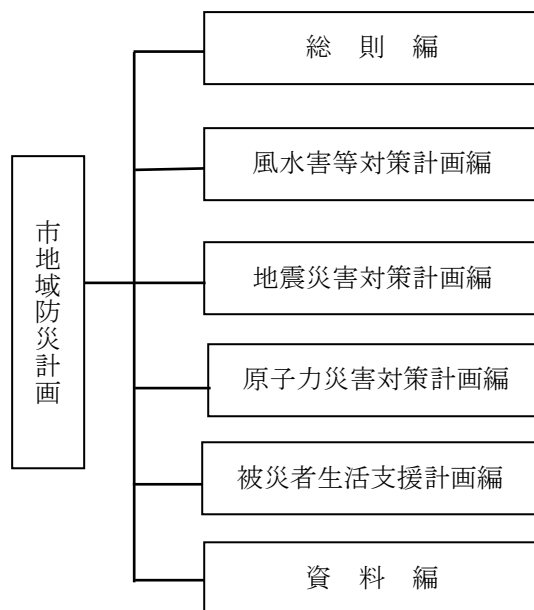 市地域防災計画
総　則　編
風水害等対策計画編
地震災害対策計画編
原子力災害対策計画編
被災者生活支援計画編
資　料　編